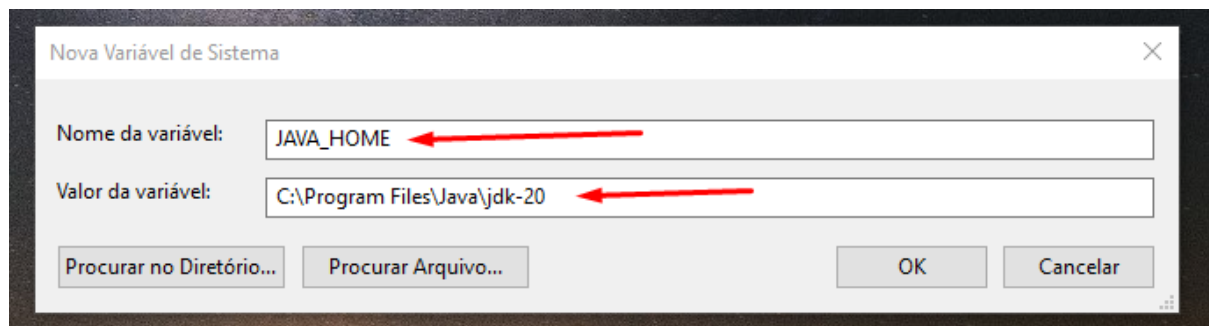 Nova Variável de Sistema
Nome da variável: JAVA_HOME
Valor da variável: C:\Program Files\Java\jdk-20
Procurar no Diretório... Procurar Arquivo... OK Cancelar